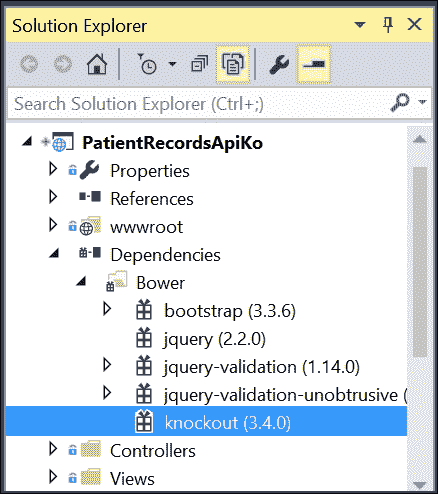 Solution Explorer
Search Solution Explorer (Ctrl+;)
PatientRecordsApiKo
Properties
References
wwwroot
Dependencies
Bower
bootstrap (3.3.6)
jquery (2.2.0)
jquery-validation (1.14.0)
jquery-validation-unobtrusive (
knockout (3.4.0)
Controllers
Views